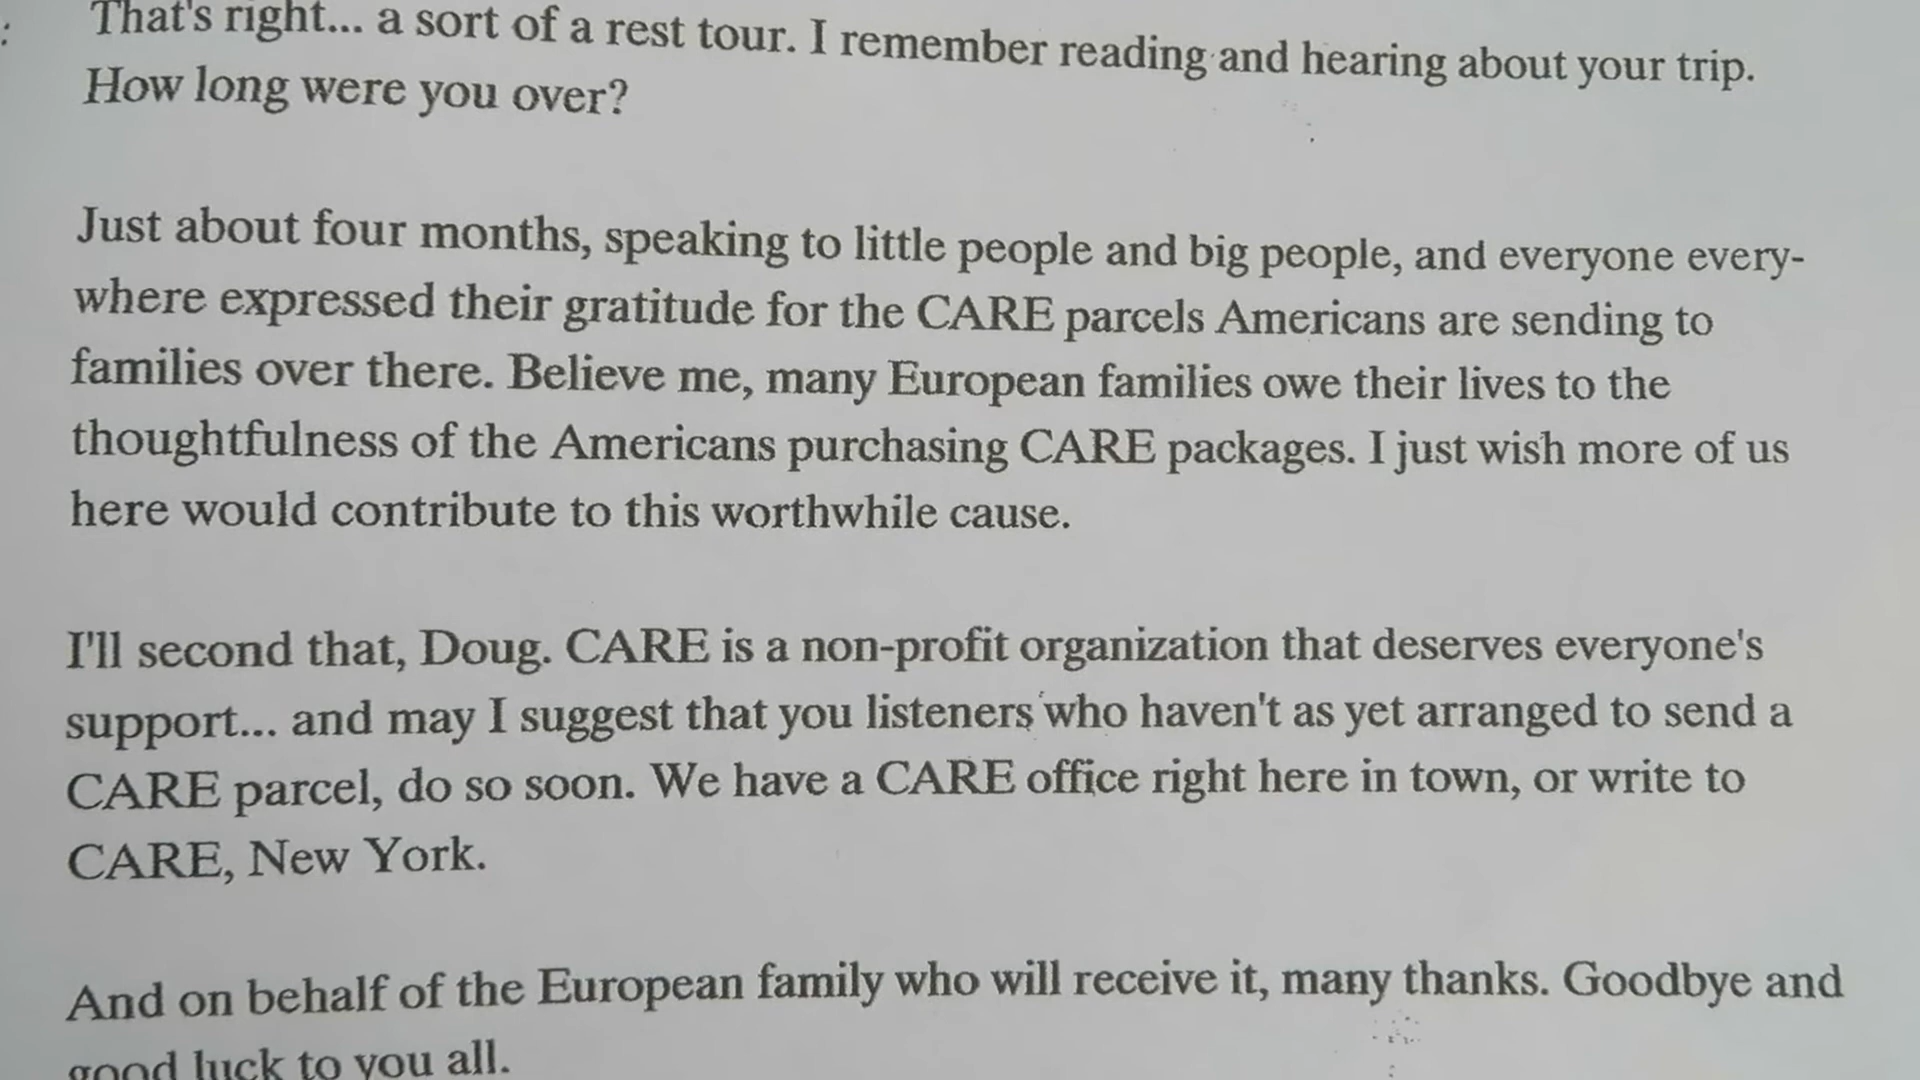 : That's right... a sort of a rest tour. I remember reading and hearing about your trip.
How long were you over?
Just about four months, speaking to little people and big people, and everyone every-
where expressed their gratitude for the CARE parcels Americans are sending to
families over there. Believe me, many European families owe their lives to the
thoughtfulness of the Americans purchasing CARE packages. I just wish more of us
here would contribute to this worthwhile cause.
I'll second that, Doug. CARE is a non-profit organization that deserves everyone's
support... and may I suggest that you listeners who haven't as yet arranged to send a
CARE parcel, do so soon. We have a CARE office right here in town, or write to
CARE, New York.
And on behalf of the European family who will receive it, many thanks. Goodbye and
good luck to you all.